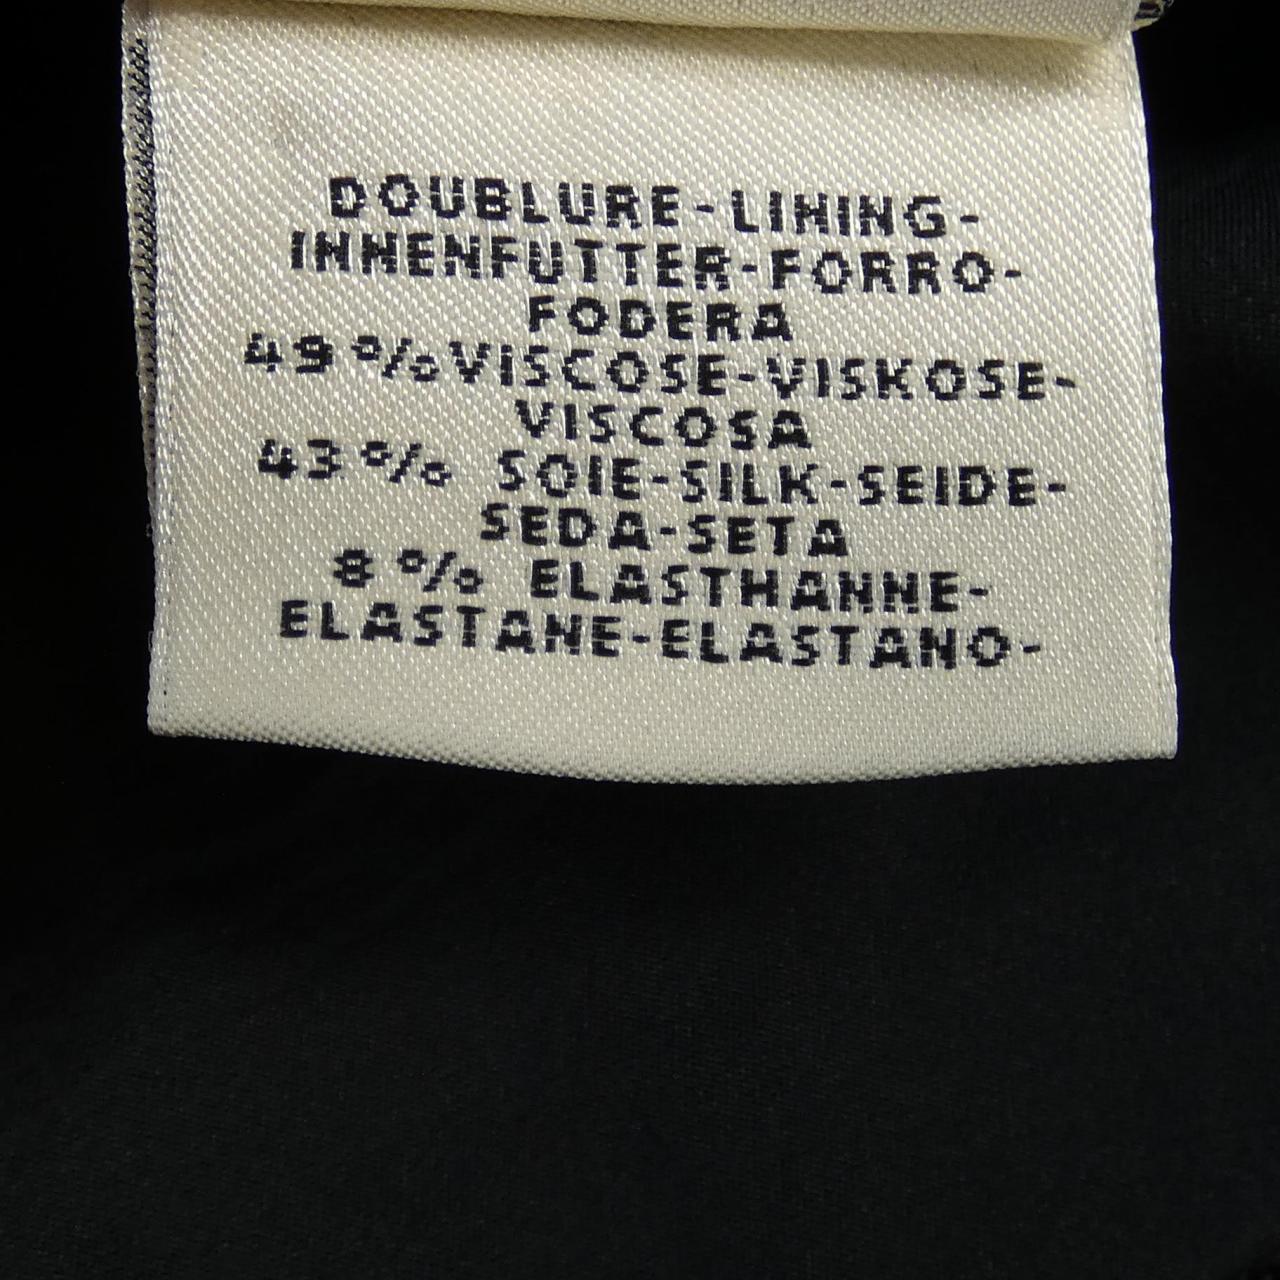 DOUBLURE-LINING-
INNENFUTTER-FORRO-
FODERA
49%VISCOSE-VISKOSE-
VISCOSA
43% SOIE-SILK-SEIDE-
SEDA-SETA
8% ELASTHANNE-
ELASTANE-ELASTANO-